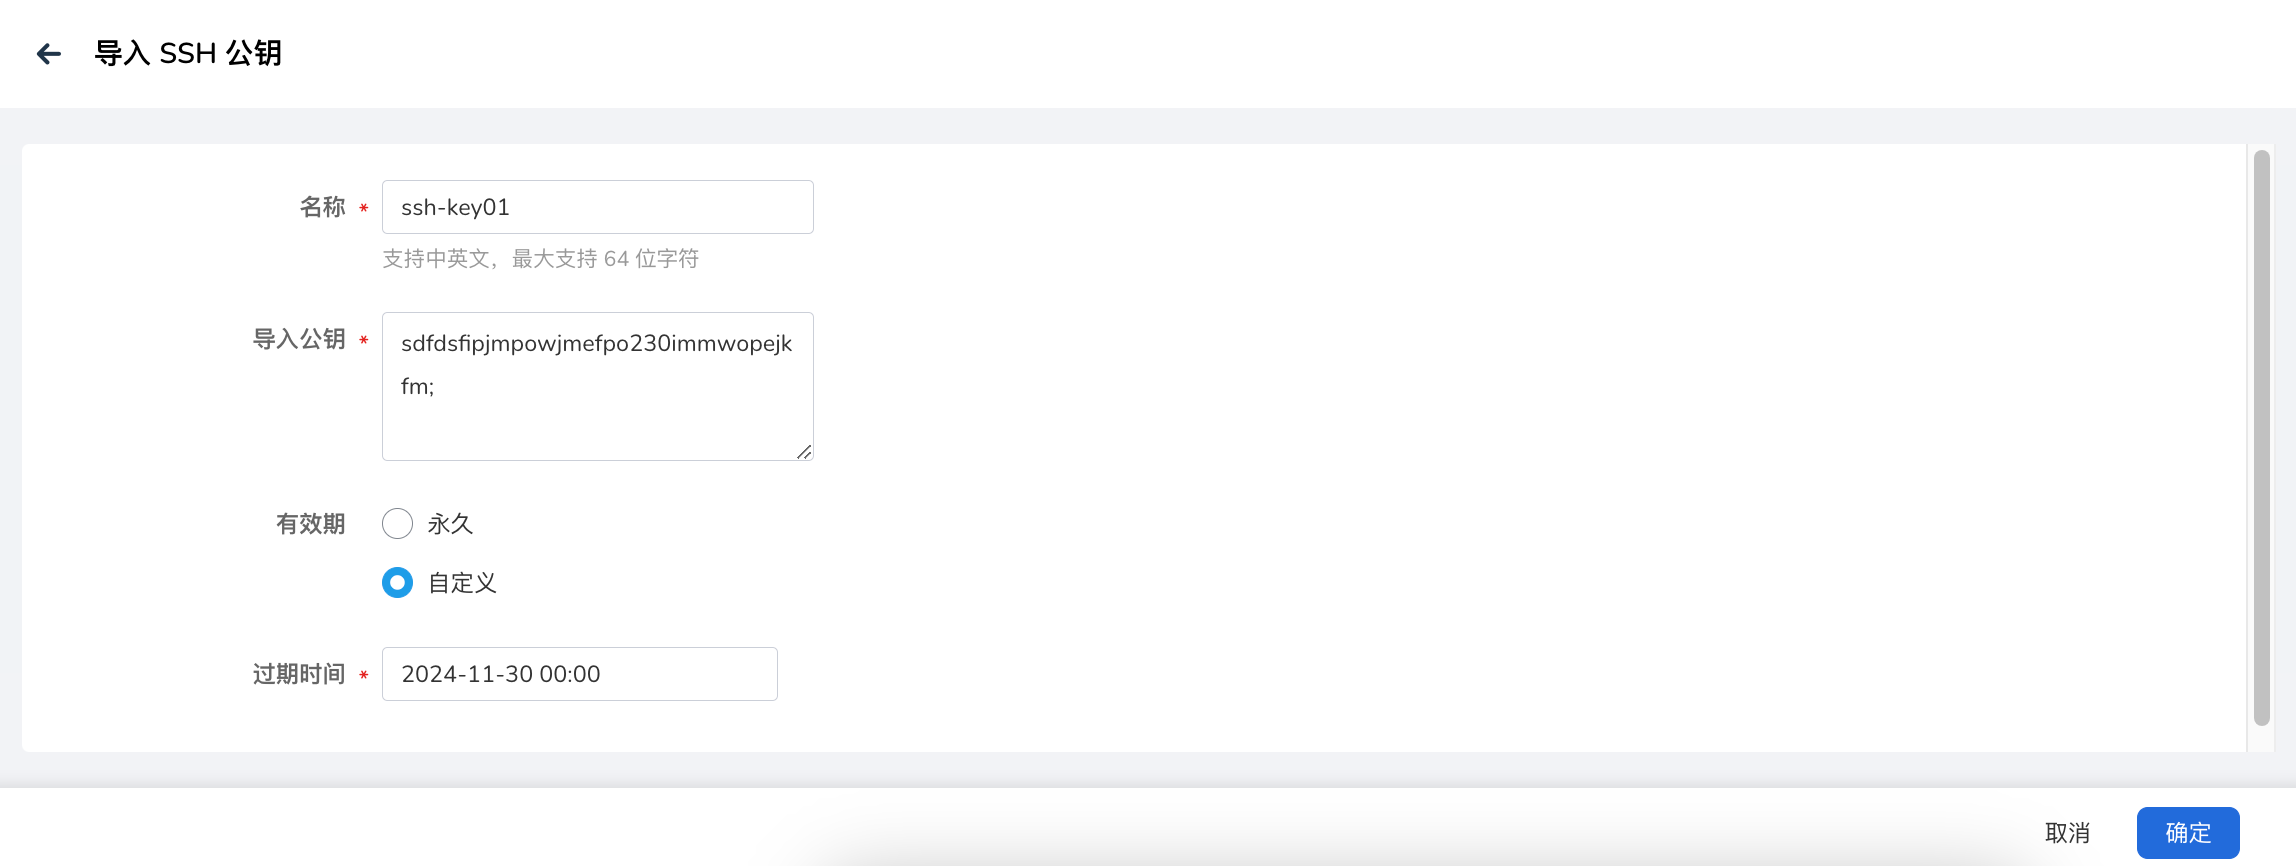 导入 SSH 公钥
名称 *
ssh-key01
支持中英文，最大支持 64 位字符
导入公钥 *
sdfdsfipjmpowjmefpo230immwopejk
fm;
有效期
永久
自定义
过期时间 *
2024-11-30 00:00
取消
确定